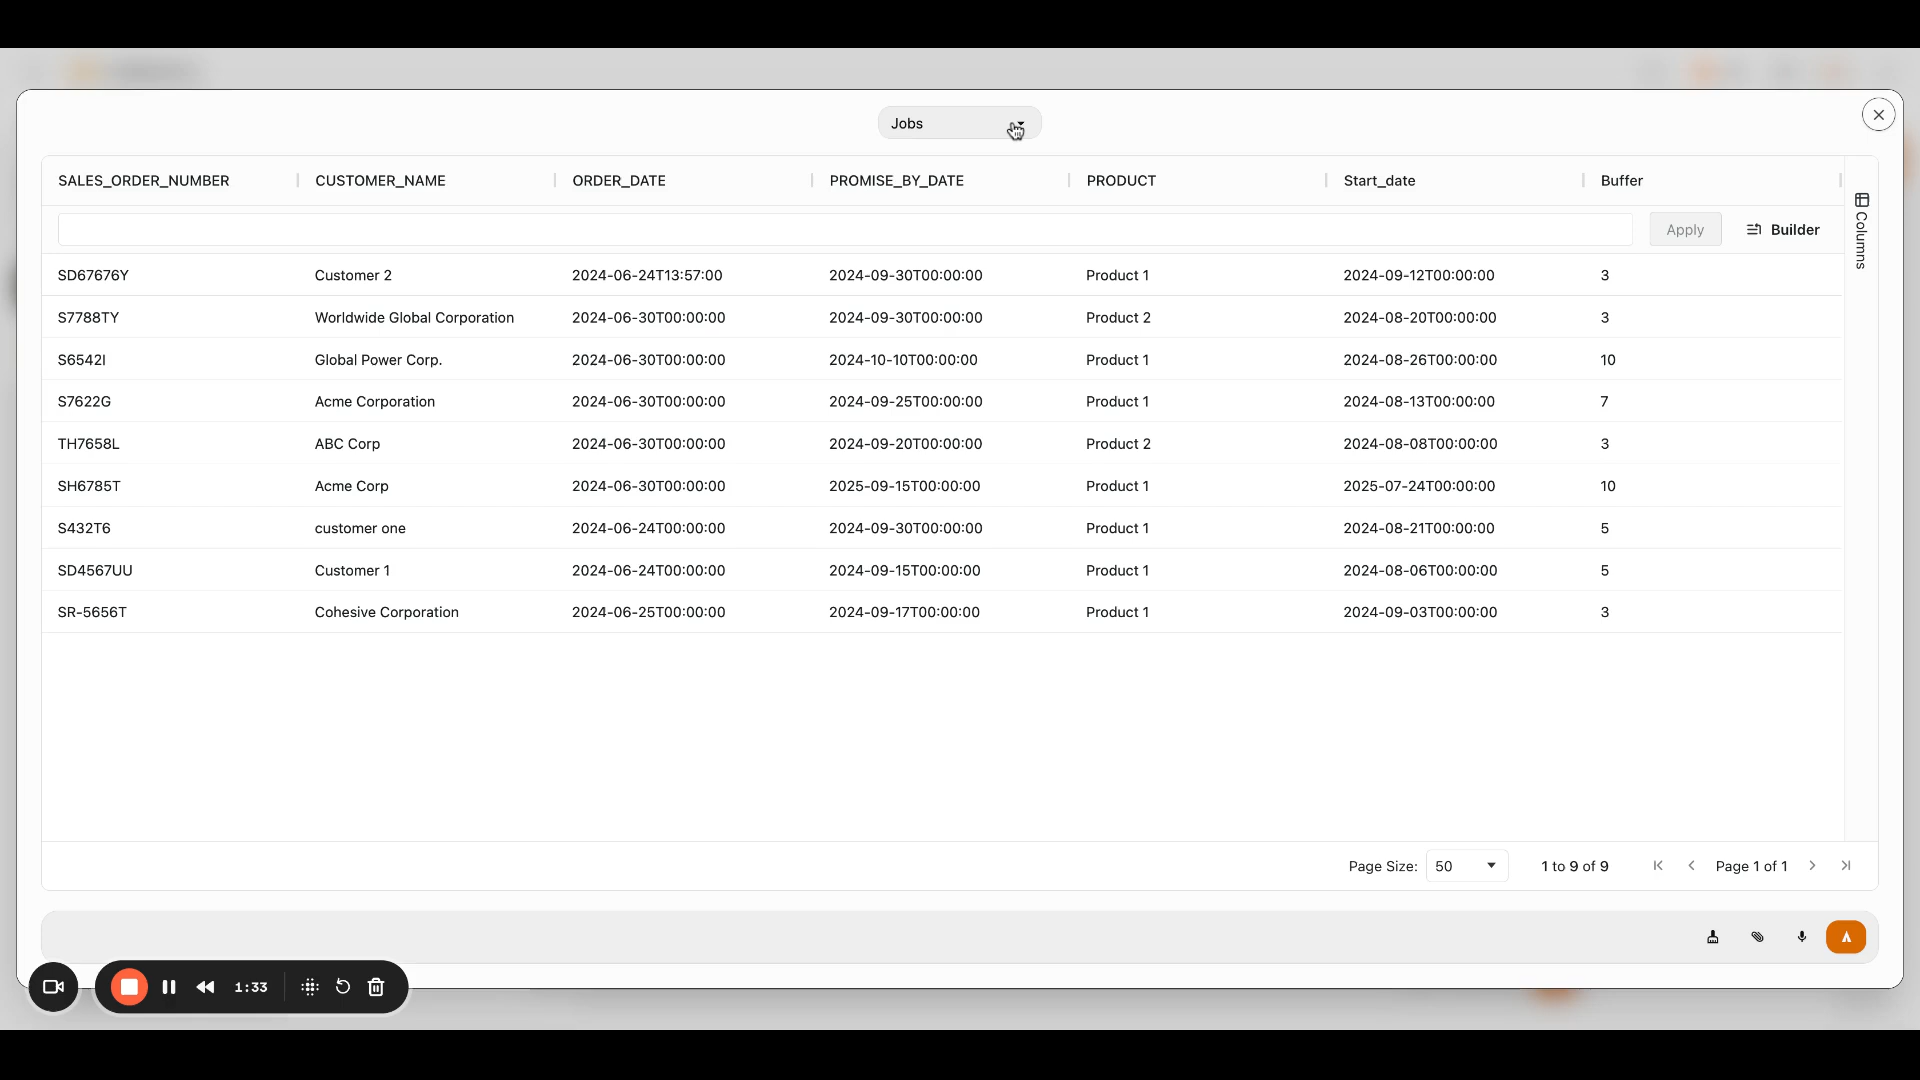 Jobs
SALES_ORDER_NUMBER CUSTOMER_NAME ORDER_DATE PROMISE_BY_DATE PRODUCT Start_date Buffer
Apply Builder
Columns
SD67676Y Customer 2 2024-06-24T13:57:00 2024-09-30T00:00:00 Product 1 2024-09-12T00:00:00 3
S7788TY Worldwide Global Corporation 2024-06-30T00:00:00 2024-09-30T00:00:00 Product 2 2024-08-20T00:00:00 3
S6542I Global Power Corp. 2024-06-30T00:00:00 2024-10-10T00:00:00 Product 1 2024-08-26T00:00:00 10
S7622G Acme Corporation 2024-06-30T00:00:00 2024-09-25T00:00:00 Product 1 2024-08-13T00:00:00 7
TH7658L ABC Corp 2024-06-30T00:00:00 2024-09-20T00:00:00 Product 2 2024-08-08T00:00:00 3
SH6785T Acme Corp 2024-06-30T00:00:00 2025-09-15T00:00:00 Product 1 2025-07-24T00:00:00 10
S432T6 customer one 2024-06-24T00:00:00 2024-09-30T00:00:00 Product 1 2024-08-21T00:00:00 5
SD4567UU Customer 1 2024-06-24T00:00:00 2024-09-15T00:00:00 Product 1 2024-08-06T00:00:00 5
SR-5656T Cohesive Corporation 2024-06-25T00:00:00 2024-09-17T00:00:00 Product 1 2024-09-03T00:00:00 3
Page Size: 50 1 to 9 of 9 Page 1 of 1
1:33